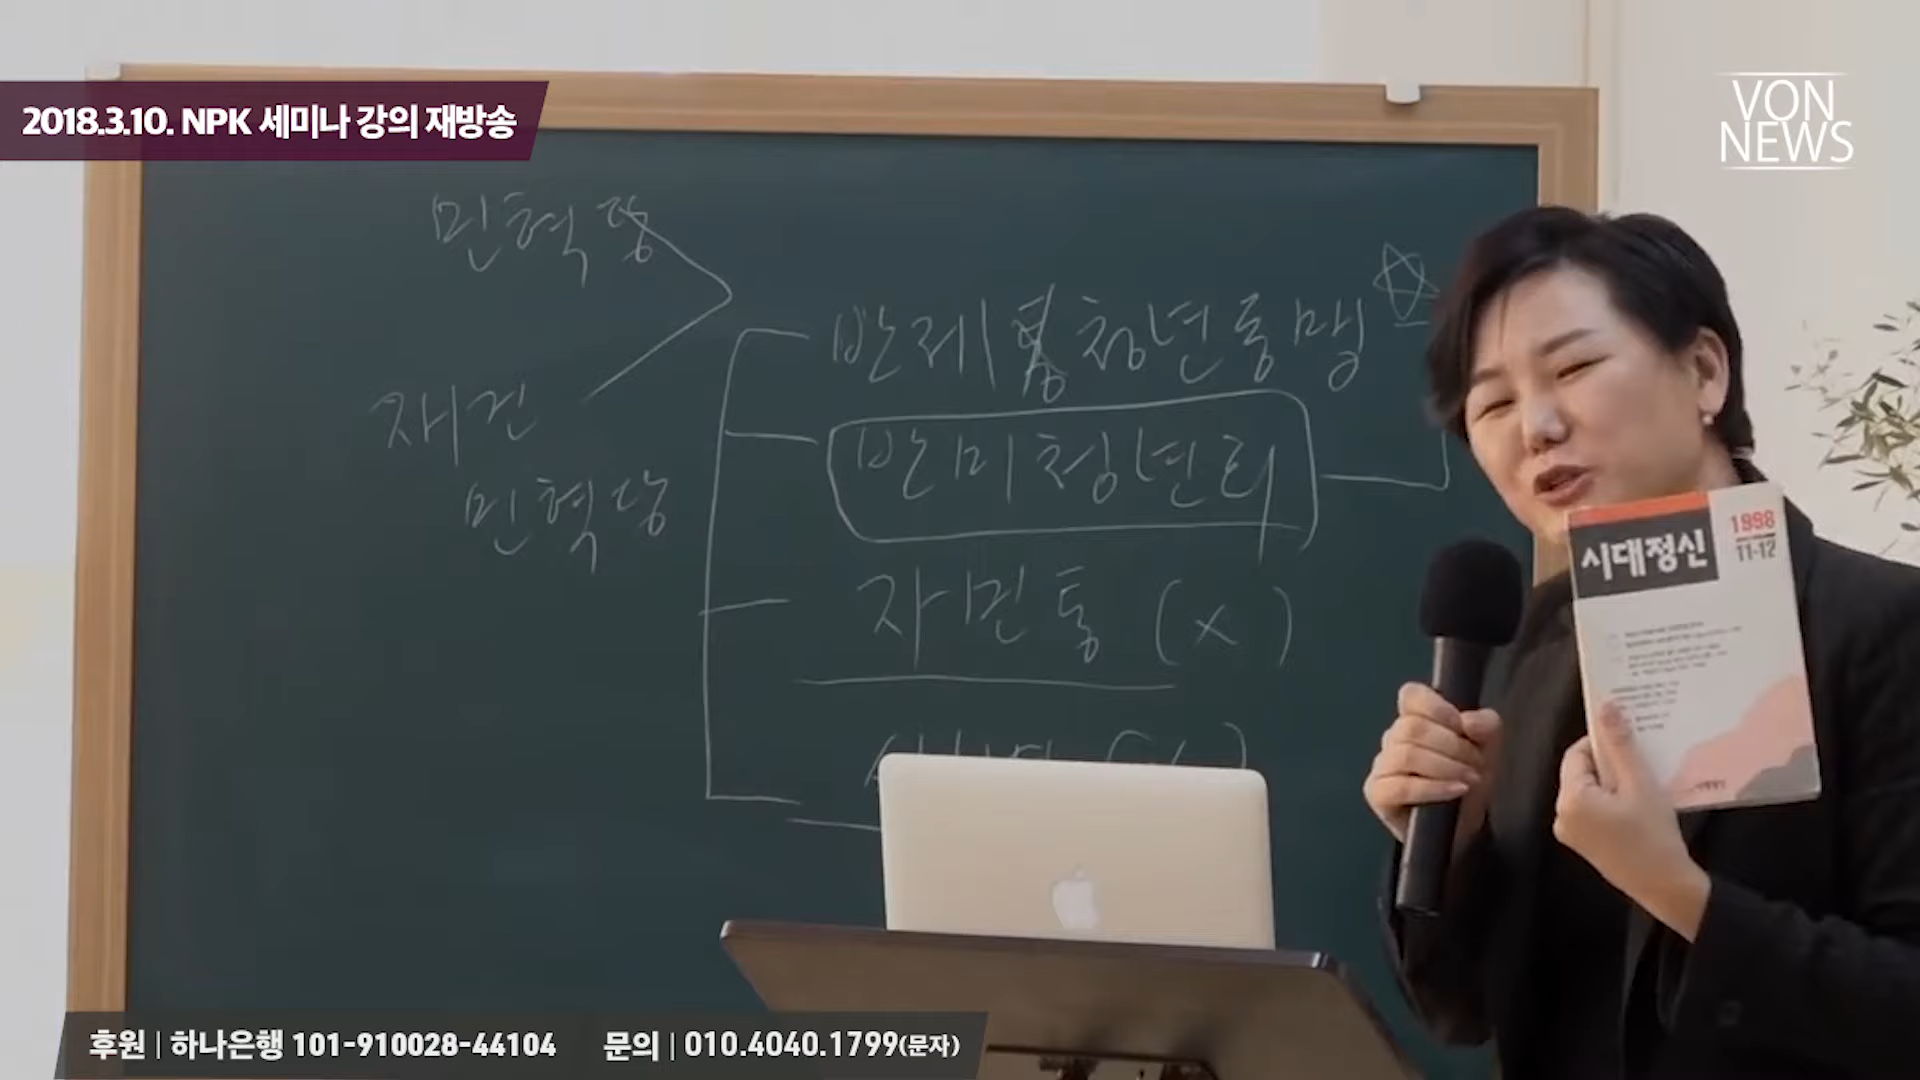 2018.3.10. NPK 세미나 강의 재방송
VON
NEWS
민혁당
반제청년동맹
재건
민혁당
반미청년회
자민통 (x)
1998
11-12
시대정신
후원 | 하나은행 101-910028-44104 문의 | 010.4040.1799(문자)